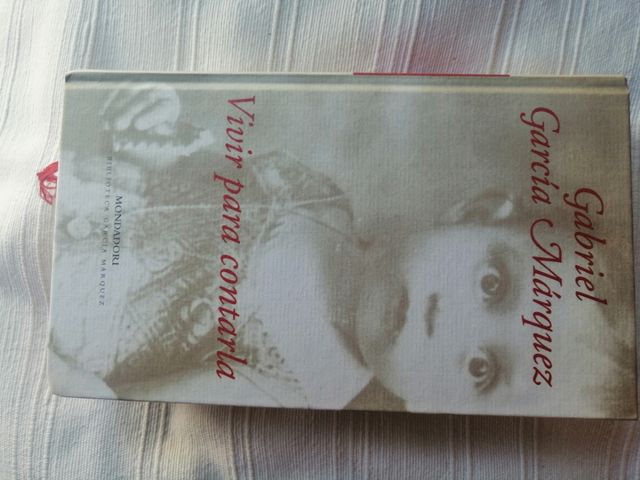 Gabriel
García Márquez
Vivir para contarla
MONDADORI
BIBLIOTECA GARCÍA MÁRQUEZ